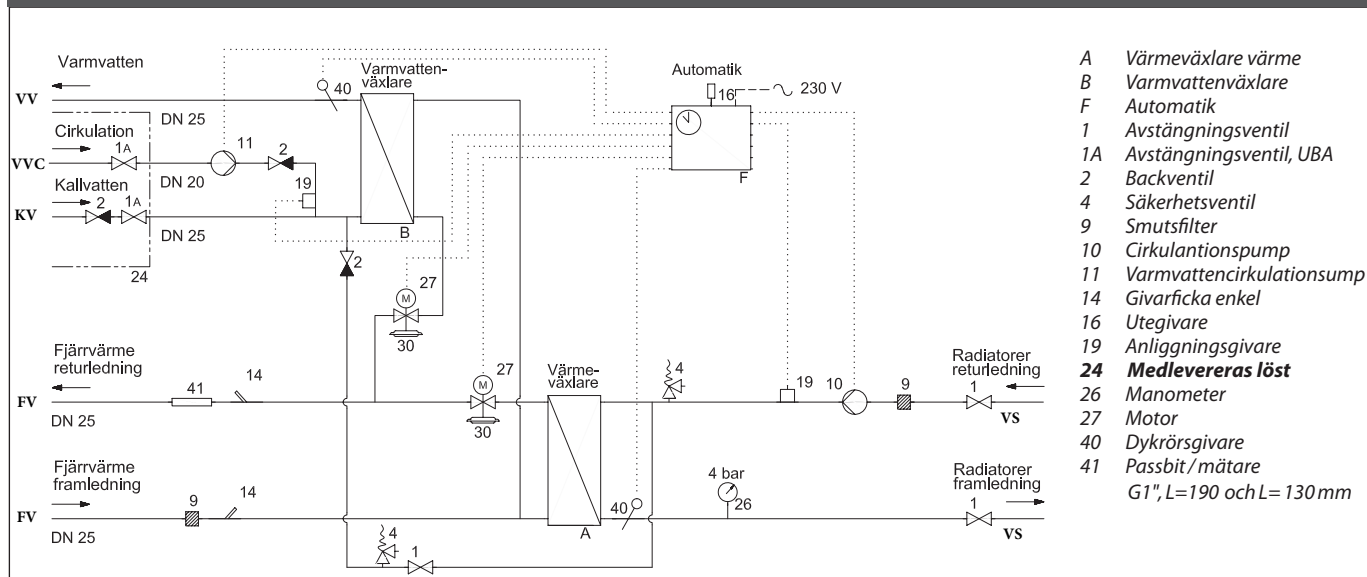 Varmvatten
VV
DN 25
Cirkulation
VVC
1A
DN 20
11
2
Kallvatten
KV
2
1A
DN 25
24
19
2
40
Varmvatten-
växlare
B
27
M
30
Automatik
16
230 V
F
Fjärrvärme
returledning
FV
DN 25
41
14
27
M
30
Värme-
växlare
A
4
19
10
9
1
Radiatorer
returledning
VS
Fjärrvärme
framledning
FV
DN 25
9
14
4
1
40
4 bar
26
Radiatorer
framledning
1
VS
A Värmeväxlare värme
B Varmvattenväxlare
F Automatik
1 Avstängningsventil
1A Avstängningsventil, UBA
2 Backventil
4 Säkerhetsventil
9 Smutsfilter
10 Cirkulantionspump
11 Varmvattencirkulationsump
14 Givarficka enkel
16 Utegivare
19 Anliggningsgivare
24 Medlevereras löst
26 Manometer
27 Motor
40 Dykrörsgivare
41 Passbit / mätare
G1", L=190 och L= 130 mm